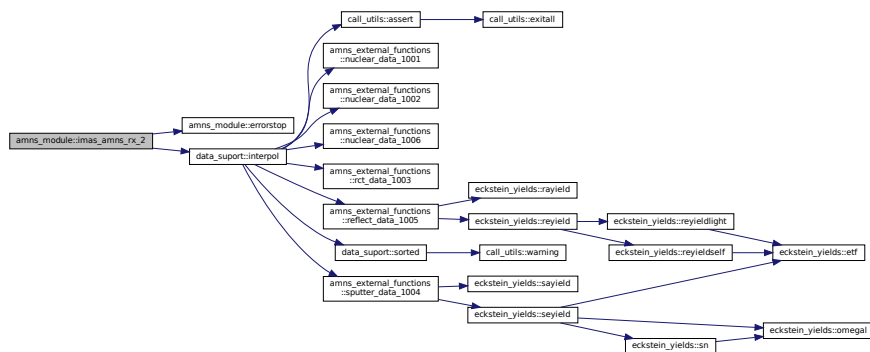 amns_module::imas_amns_rx_2
amns_module::errorstop
data_suport::interpol
call_utils::assert
call_utils::exitall
amns_external_functions
::nuclear_data_1001
amns_external_functions
::nuclear_data_1002
amns_external_functions
::nuclear_data_1006
amns_external_functions
::rct_data_1003
amns_external_functions
::reflect_data_1005
data_suport::sorted
amns_external_functions
::sputter_data_1004
eckstein_yields::rayield
eckstein_yields::reyield
call_utils::warning
eckstein_yields::sayield
eckstein_yields::seyield
eckstein_yields::reyieldlight
eckstein_yields::reyieldself
eckstein_yields::sn
eckstein_yields::etf
eckstein_yields::omegal